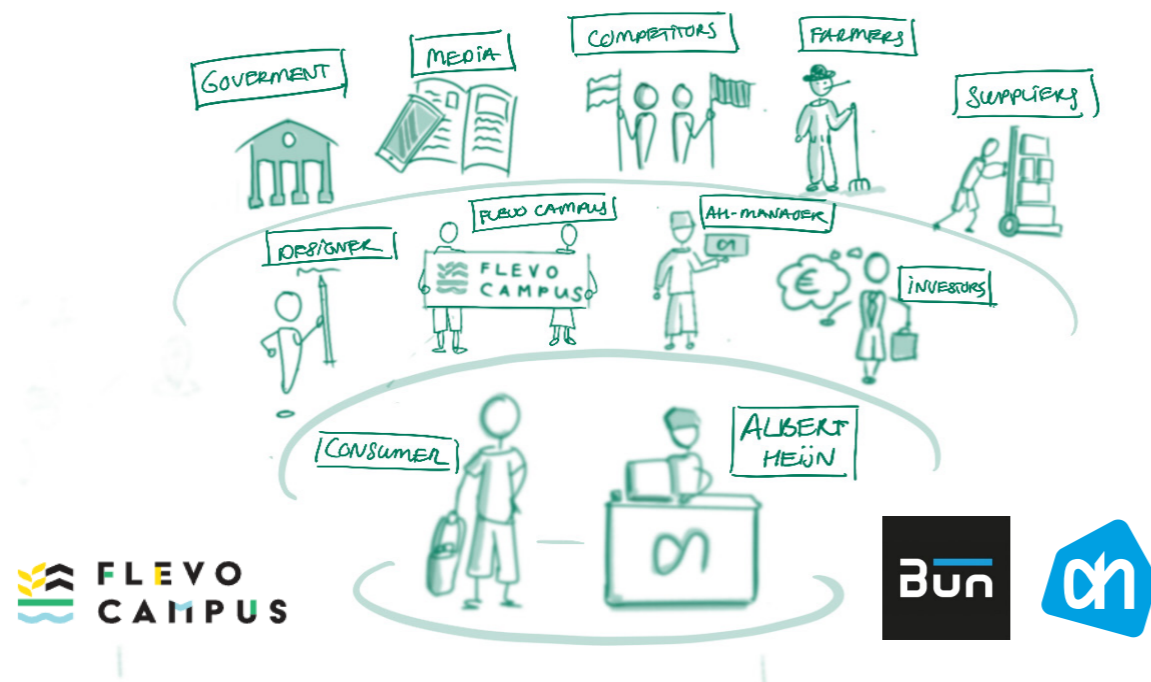 GOVERMENT
MEDIA
COMPETITORS
FARMERS
SUPPLIERS
DESIGNER
FLEVO CAMPUS
FLEVO
CAMPUS
AH-MANAGER
€
INVESTORS
CONSUMER
ALBERT
HEIJN
FLEVO
CAMPUS
Bun
ah